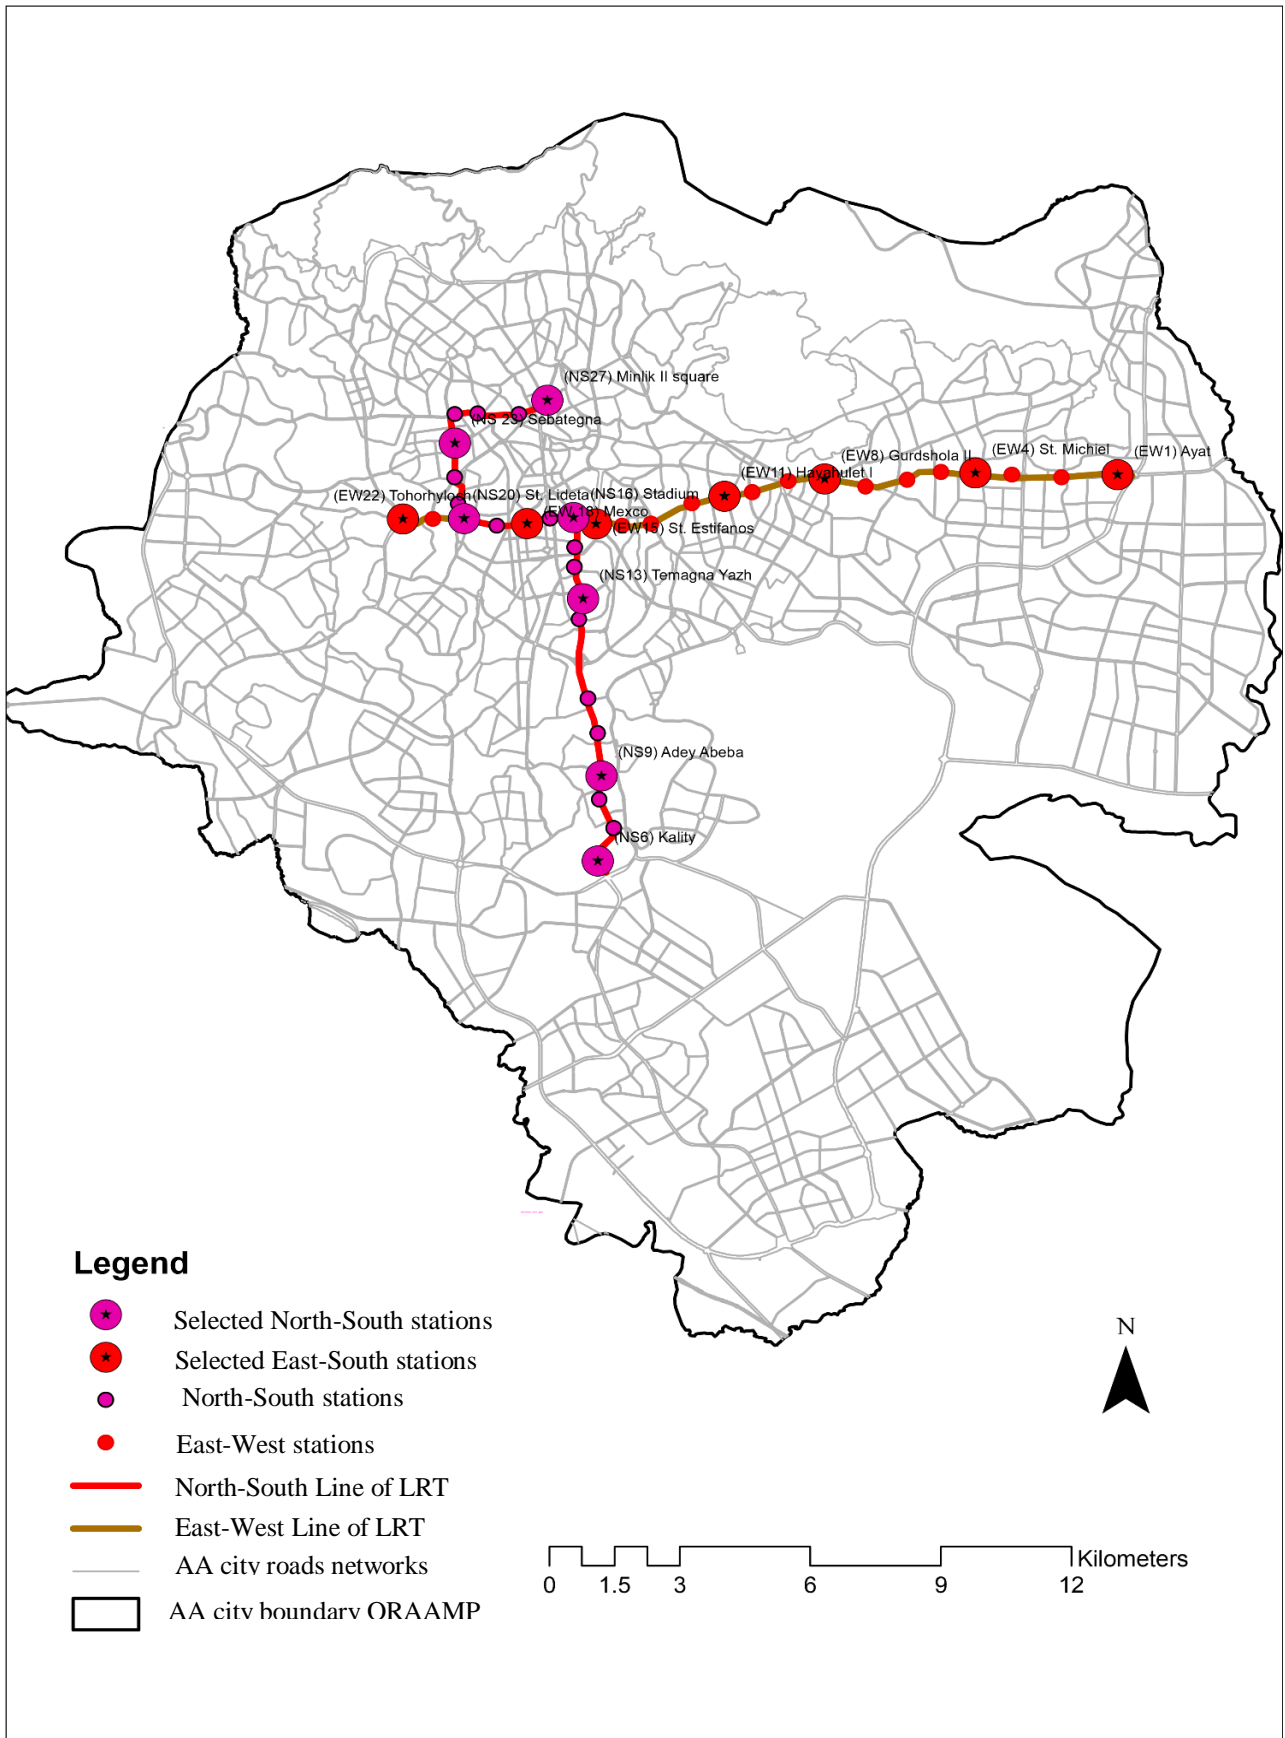 (NS27) Minlik II square
(NS 23) Sebategna
(EW4) St. Michiel
(EW1) Ayat
(EW8) Gurdshola II
(EW11) Hayahulet I
(EW22) Tohorhyloch
(NS20) St. Lideta
(NS16) Stadium
(EW 18) Mexco
(EW15) St. Estifanos
(NS13) Temagna Yazh
(NS9) Adey Abeba
(NS6) Kality
Legend
Selected North-South stations
Selected East-South stations
North-South stations
East-West stations
North-South Line of LRT
East-West Line of LRT
AA city roads networks
AA city boundary ORAAMP
N
Kilometers
0 1.5 3 6 9 12